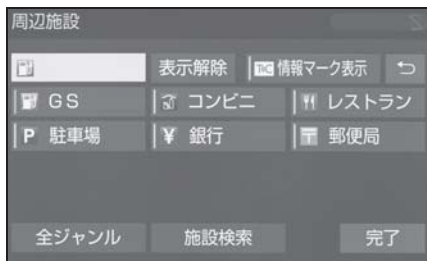 周辺施設
表示解除 TMC 情報マーク表示
GS コンビニ レストラン
P 駐車場 ¥ 銀行 〒 郵便局
全ジャンル 施設検索 完了